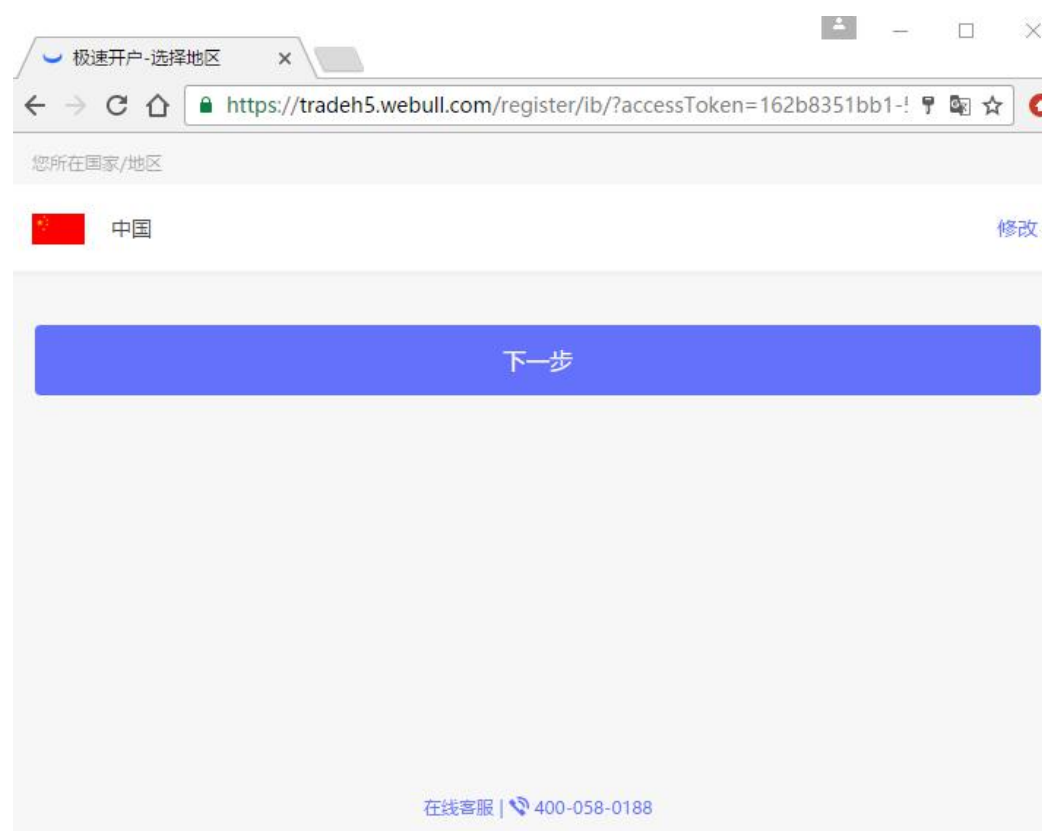 极速开户-选择地区
https://tradeh5.webull.com/register/ib/?accessToken=162b8351bb1-!
您所在国家/地区
中国 修改
下一步
在线客服 | 400-058-0188